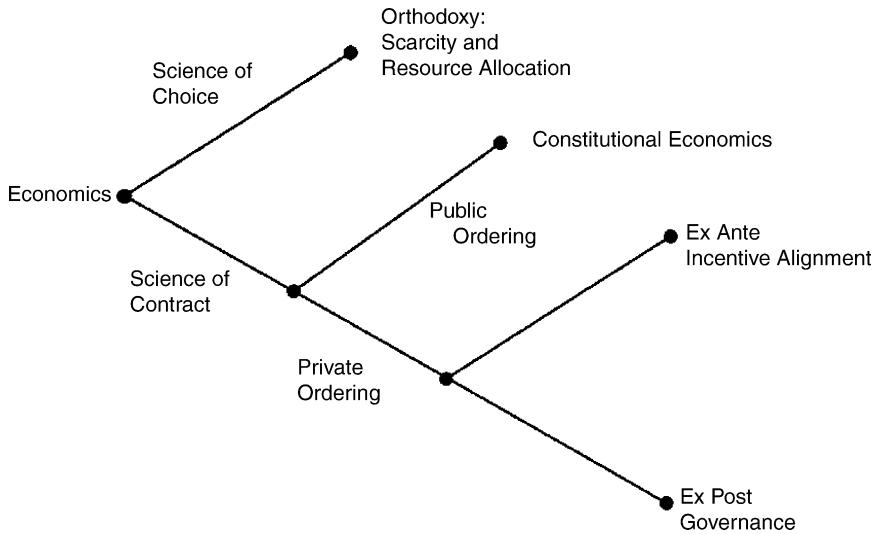 Orthodoxy:
Scarcity and
Resource Allocation
Science of
Choice
Constitutional Economics
Economics
Public
Ordering
Ex Ante
Incentive Alignment
Science of
Contract
Private
Ordering
Ex Post
Governance